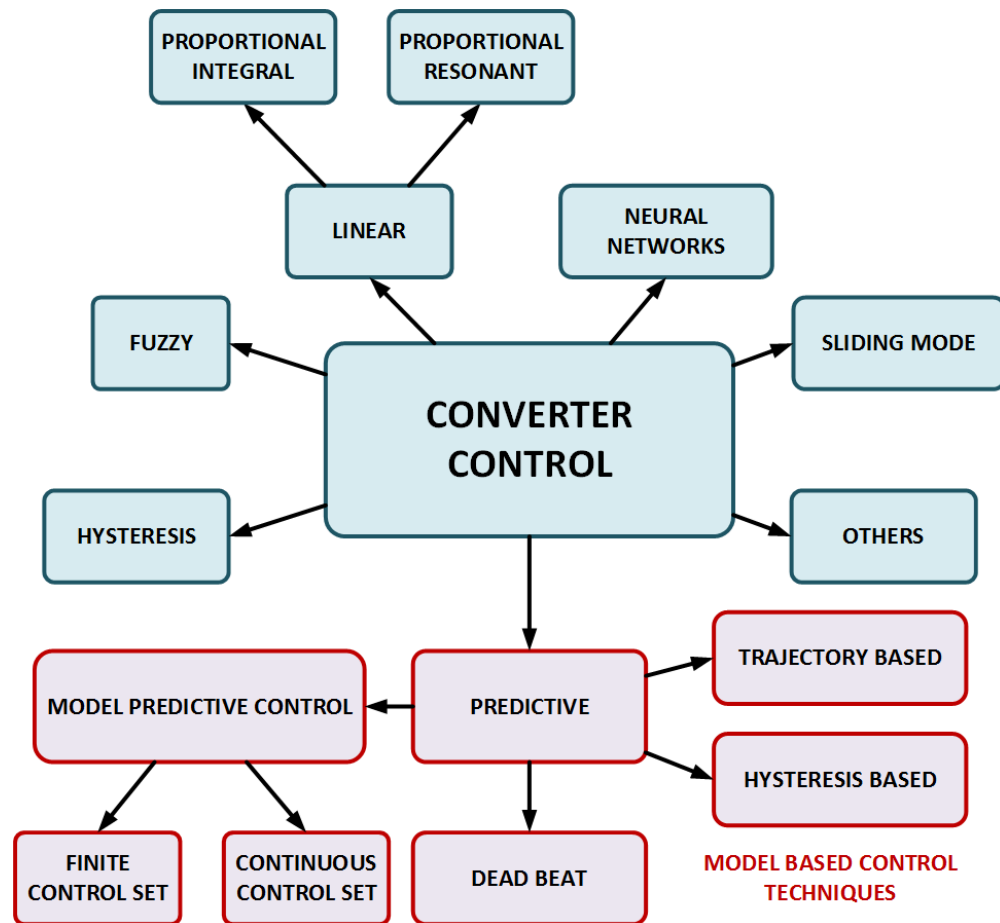 PROPORTIONAL
INTEGRAL
PROPORTIONAL
RESONANT
LINEAR
NEURAL
NETWORKS
FUZZY
SLIDING MODE
CONVERTER
CONTROL
HYSTERESIS
OTHERS
MODEL PREDICTIVE CONTROL
PREDICTIVE
TRAJECTORY BASED
HYSTERESIS BASED
FINITE
CONTROL SET
CONTINUOUS
CONTROL SET
DEAD BEAT
MODEL BASED CONTROL
TECHNIQUES